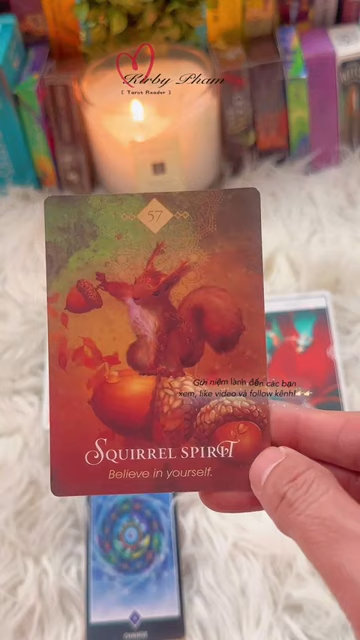 Kirby Pham
[ Tarot Reader ]
57
Gửi niệm lành đến các bạn
xem, like video và follow kênh!
SQUIRREL SPIRIT
Believe in yourself.